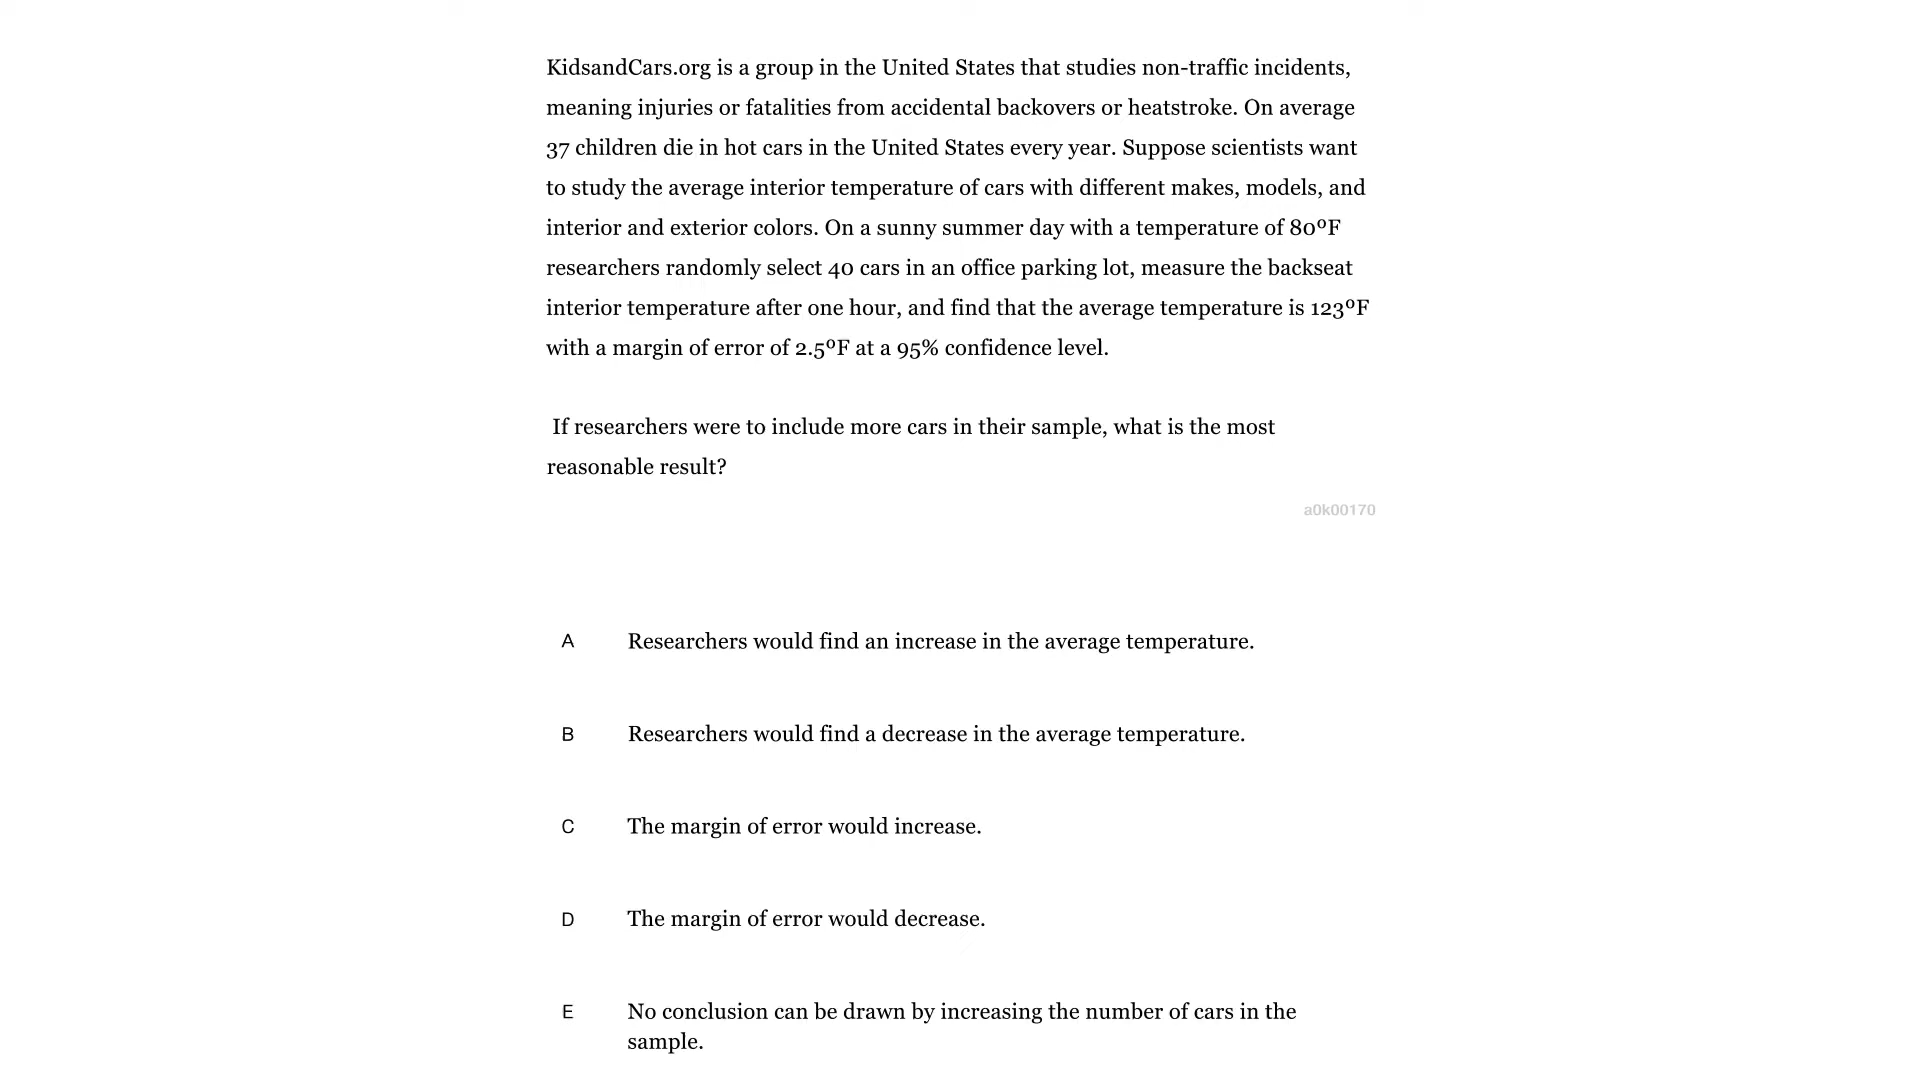 KidsandCars.org is a group in the United States that studies non-traffic incidents,
meaning injuries or fatalities from accidental backovers or heatstroke. On average
37 children die in hot cars in the United States every year. Suppose scientists want
to study the average interior temperature of cars with different makes, models, and
interior and exterior colors. On a sunny summer day with a temperature of 80ºF
researchers randomly select 40 cars in an office parking lot, measure the backseat
interior temperature after one hour, and find that the average temperature is 123ºF
with a margin of error of 2.5ºF at a 95% confidence level.
If researchers were to include more cars in their sample, what is the most
reasonable result?
a0k00170
A Researchers would find an increase in the average temperature.
B Researchers would find a decrease in the average temperature.
C The margin of error would increase.
D The margin of error would decrease.
E No conclusion can be drawn by increasing the number of cars in the
sample.